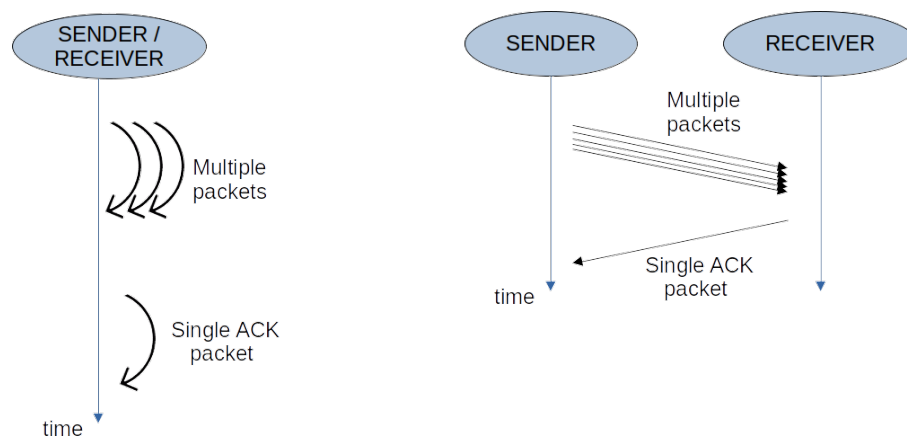 SENDER /
RECEIVER
Multiple
packets
Single ACK
packet
time
SENDER
RECEIVER
Multiple
packets
Single ACK
packet
time